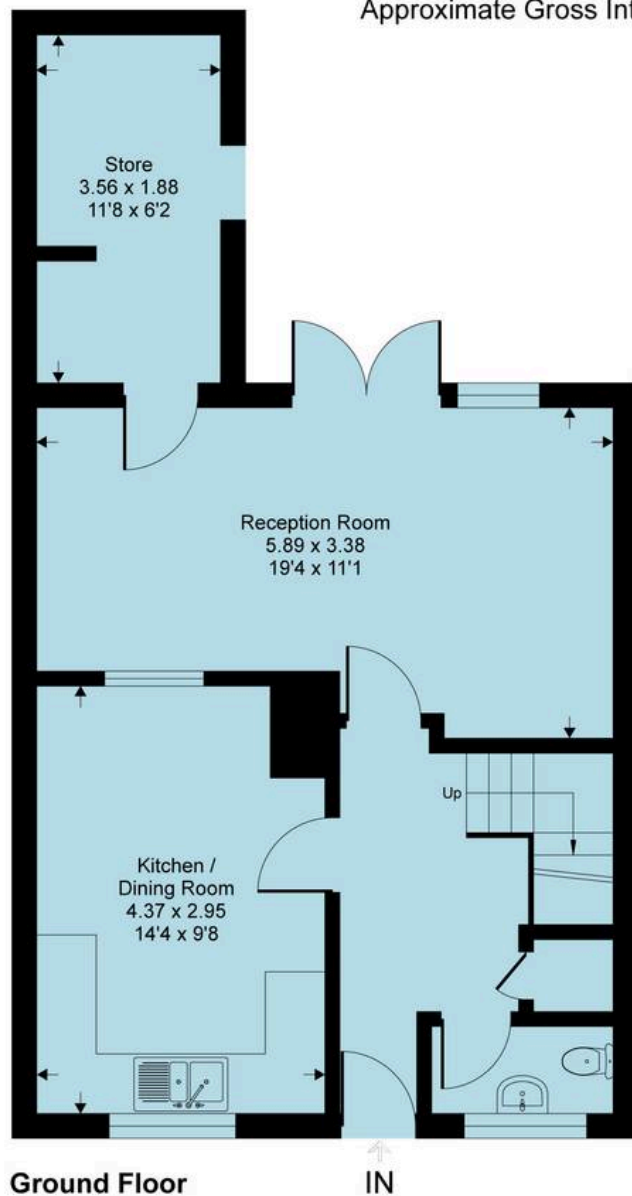 Approximate Gross Int
Store
3.56 x 1.88
11'8 x 6'2
Reception Room
5.89 x 3.38
19'4 x 11'1
Up
Kitchen /
Dining Room
4.37 x 2.95
14'4 x 9'8
Ground Floor
IN